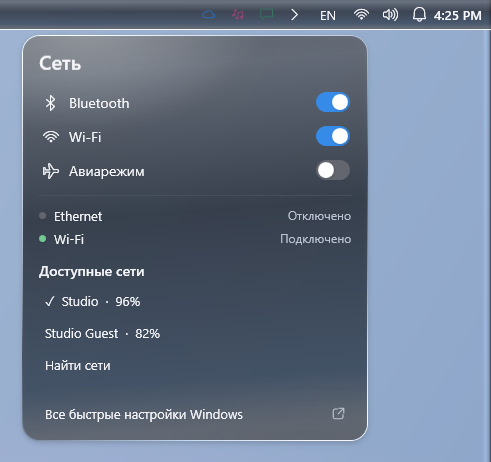 EN 4:25 PM
Сеть
Bluetooth
Wi-Fi
Авиарежим
Ethernet Отключено
Wi-Fi Подключено
Доступные сети
✓ Studio · 96%
Studio Guest · 82%
Найти сети
Все быстрые настройки Windows